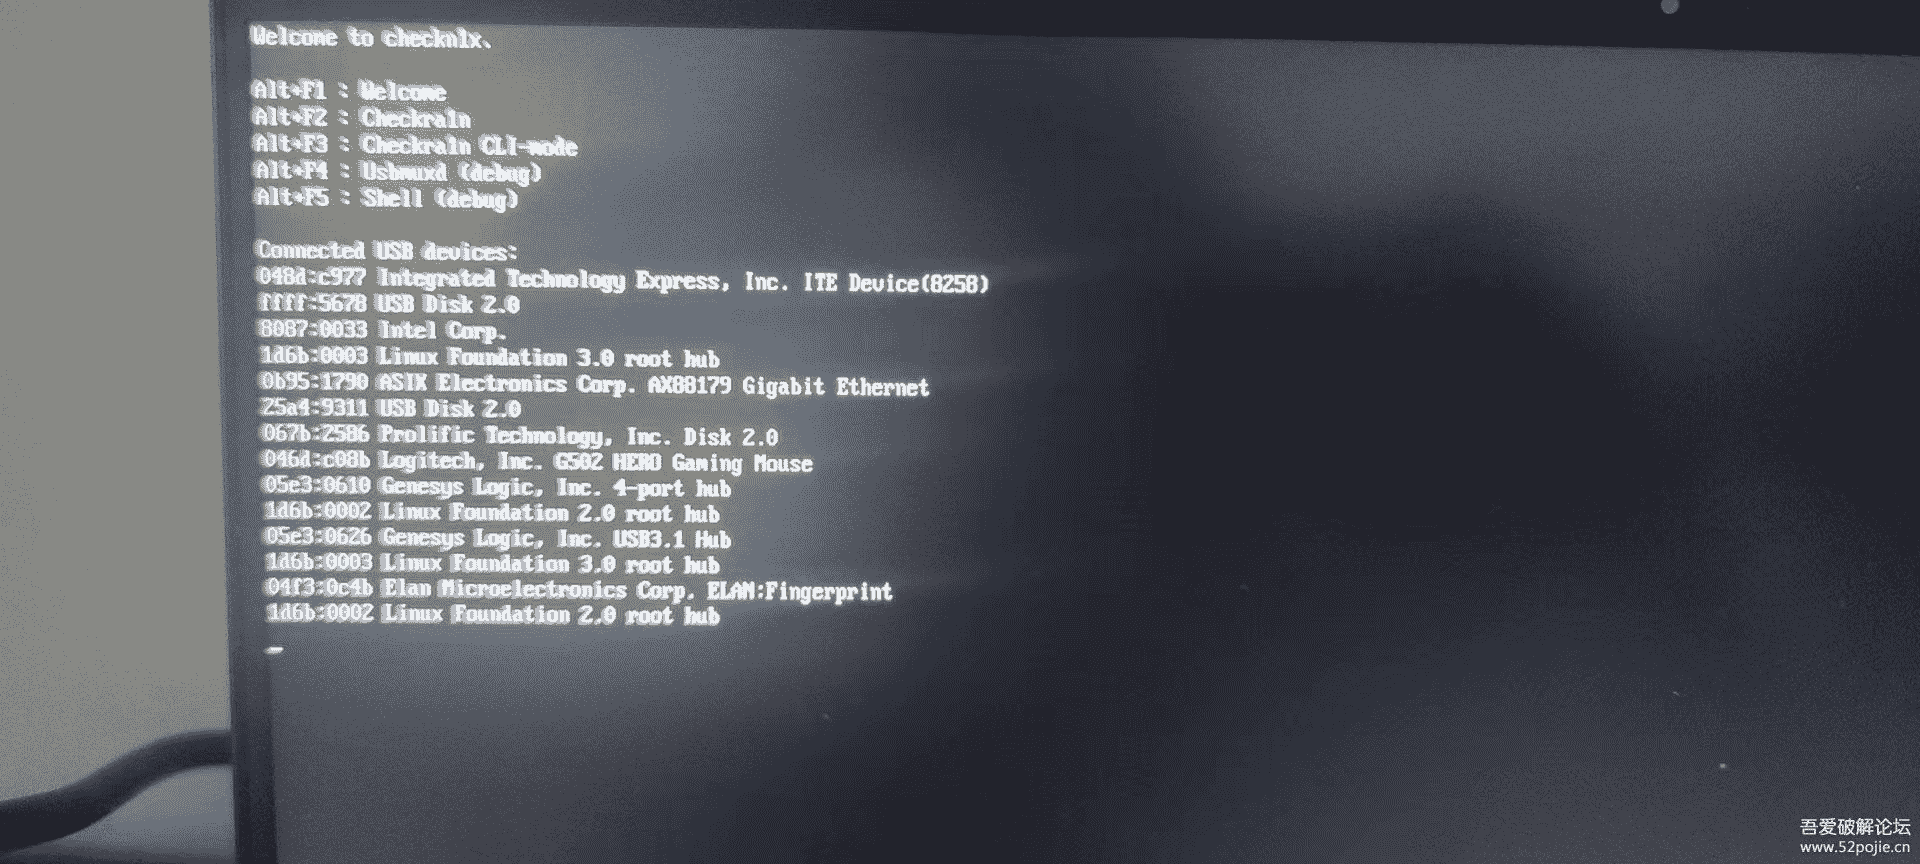 Welcome to checkn1x.
Alt+F1 : Welcome
Alt+F2 : Checkra1n
Alt+F3 : Checkra1n CLI-mode
Alt+F4 : Usbmuxd (debug)
Alt+F5 : Shell (debug)
Connected USB devices:
048d:c977 Integrated Technology Express, Inc. ITE Device(8258)
ffff:5678 USB Disk 2.0
8087:0033 Intel Corp.
1d6b:0003 Linux Foundation 3.0 root hub
0b95:1790 ASIX Electronics Corp. AX88179 Gigabit Ethernet
25a4:9311 USB Disk 2.0
067b:2586 Prolific Technology, Inc. Disk 2.0
046d:c08b Logitech, Inc. G502 HERO Gaming Mouse
05e3:0610 Genesys Logic, Inc. 4-port hub
1d6b:0002 Linux Foundation 2.0 root hub
05e3:0626 Genesys Logic, Inc. USB3.1 Hub
1d6b:0003 Linux Foundation 3.0 root hub
04f3:0c4b Elan Microelectronics Corp. ELAN:Fingerprint
1d6b:0002 Linux Foundation 2.0 root hub
吾爱破解论坛
www.52pojie.cn